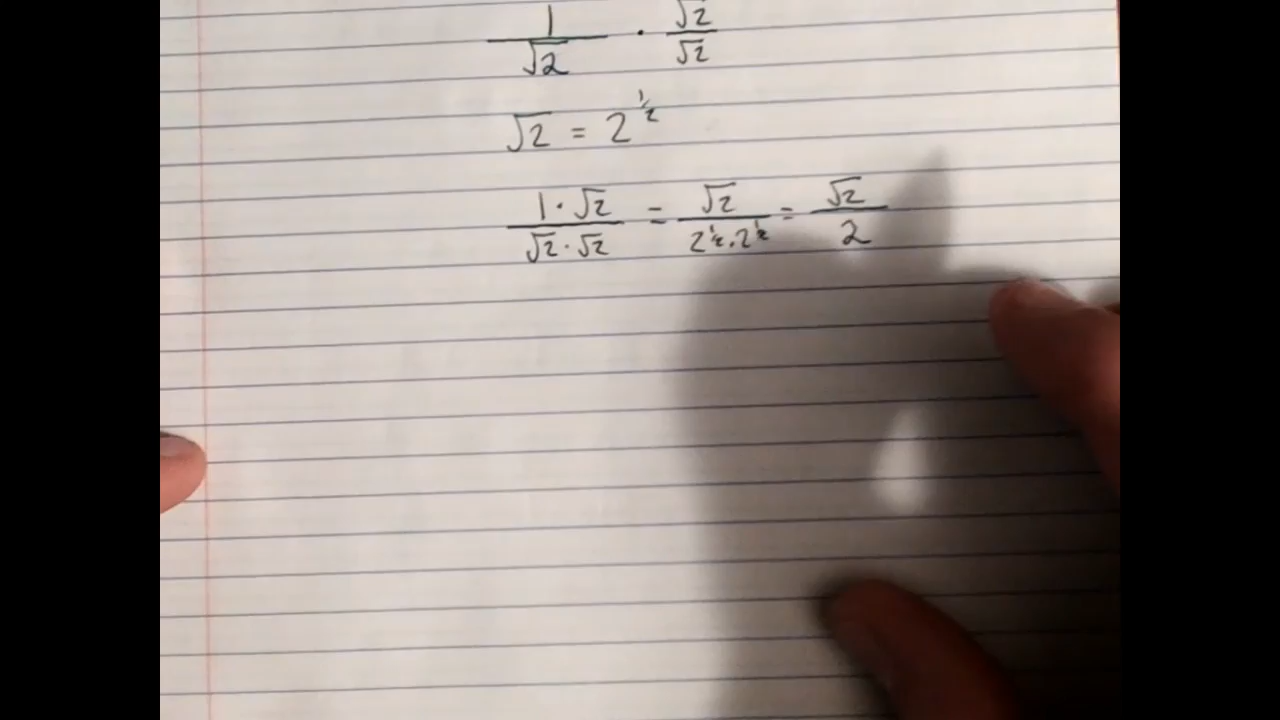 1/√2 · √2/√2
√2 = 2^1/2
1·√2/√2·√2 = √2/2^1/2·2^1/2 = √2/2